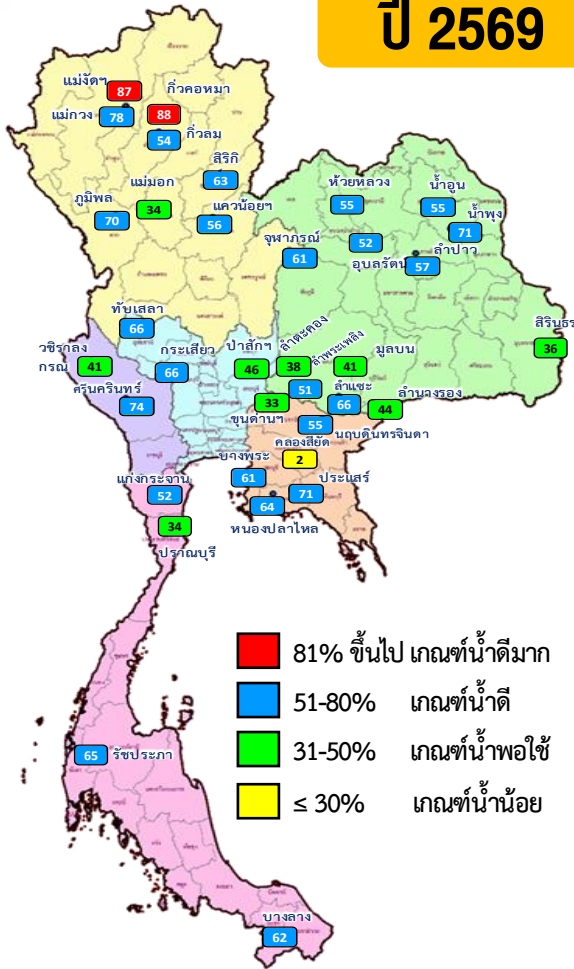 ปี 2569
แม่งัดฯ
87
กิ่วคอหมา
88
แม่กวง
78
กิ่วลม
54
สิริกิ
63
แม่มอก
34
ภูมิพล
70
แควน้อยฯ
56
ห้วยหลวง
55
น้ำอูน
55
น้ำพุง
71
จุฬาภรณ์
61
52
อุบลรัตน
ลำปาว
57
ทับเสลา
66
วชิราลง
กรณ์
41
กระเสียว
66
ป่าสักฯ
46
ลำตะคอง
38
ลำพระเพลิง
51
มูลบน
41
สิรินธร
36
ศรีนครินทร์
74
ขุนด่านฯ
33
ลำแซะ
66
ลำนางรอง
44
55
นฤบดินทรจินดา
คลองสียัด
2
บางพระ
61
ประแสร์
71
64
หนองปลาไหล
แก่งกระจาน
52
34
ปราณบุรี
81% ขึ้นไป เกณฑ์น้ำดีมาก
51-80% เกณฑ์น้ำดี
31-50% เกณฑ์น้ำพอใช้
≤ 30% เกณฑ์น้ำน้อย
65 รัชประภา
บางลาง
62